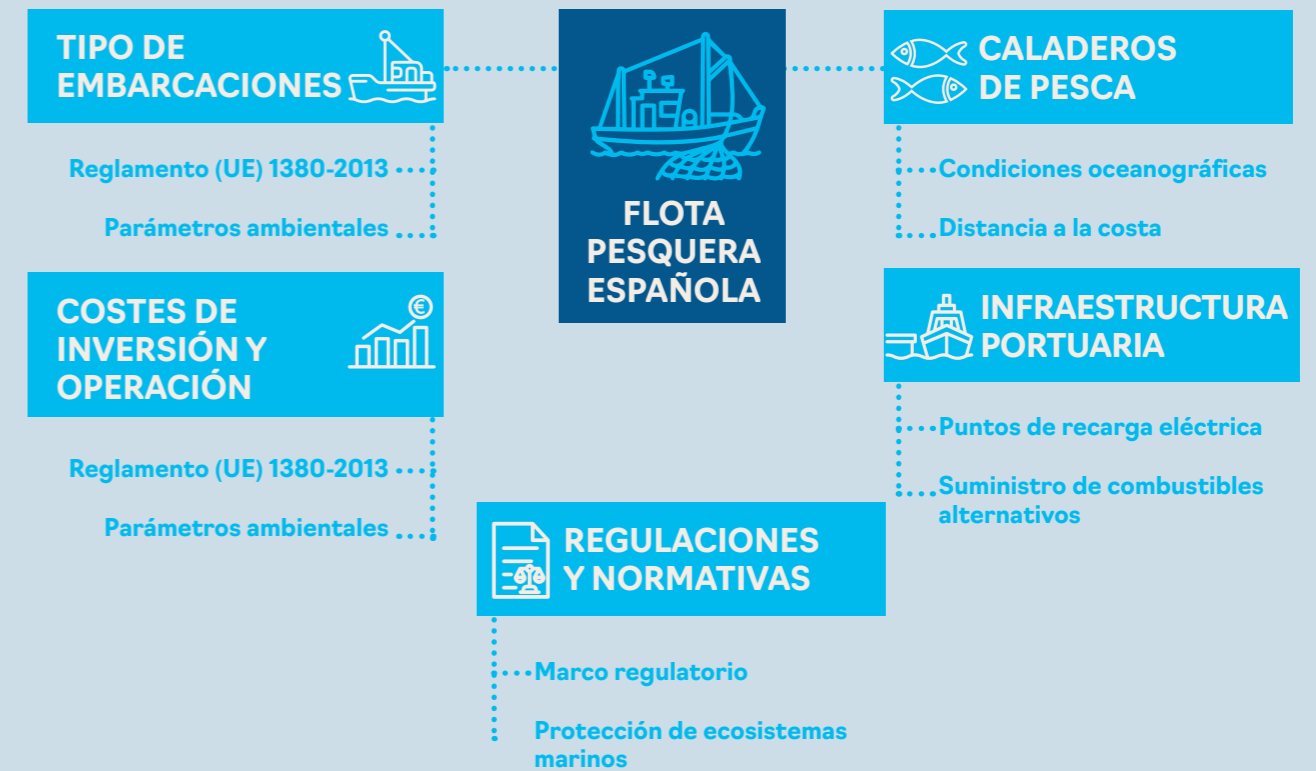 TIPO DE
EMBARCACIONES
Reglamento (UE) 1380-2013
Parámetros ambientales
COSTES DE
INVERSIÓN Y
OPERACIÓN
€
Reglamento (UE) 1380-2013
Parámetros ambientales
FLOTA
PESQUERA
ESPAÑOLA
CALADEROS
DE PESCA
Condiciones oceanográficas
Distancia a la costa
INFRAESTRUCTURA
PORTUARIA
Puntos de recarga eléctrica
Suministro de combustibles
alternativos
REGULACIONES
Y NORMATIVAS
Marco regulatorio
Protección de ecosistemas
marinos